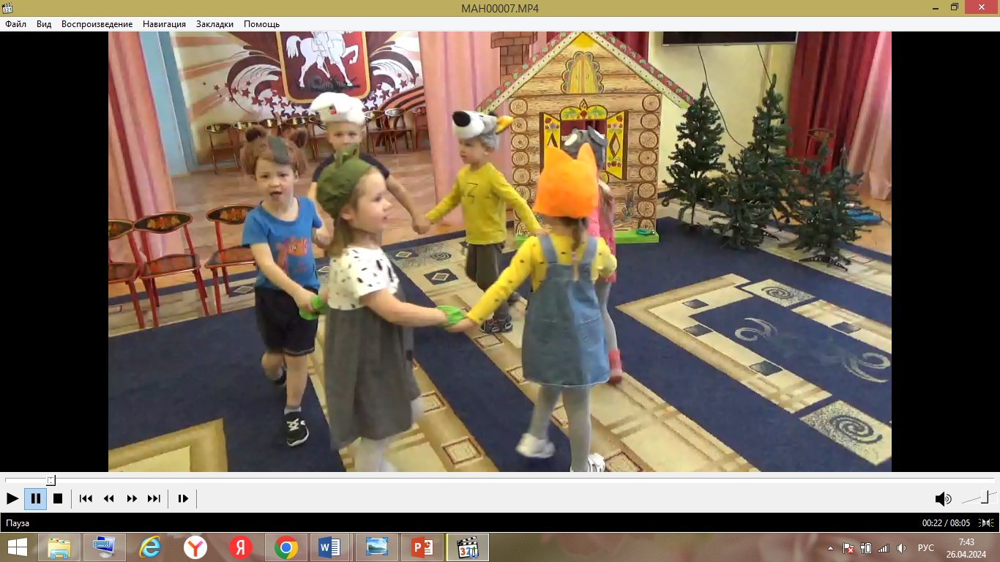 MAH00007.MP4
Файл Вид Воспроизведение Навигация Закладки Помощь
Пауза
00:22 / 08:05
РУС
7:43
26.04.2024